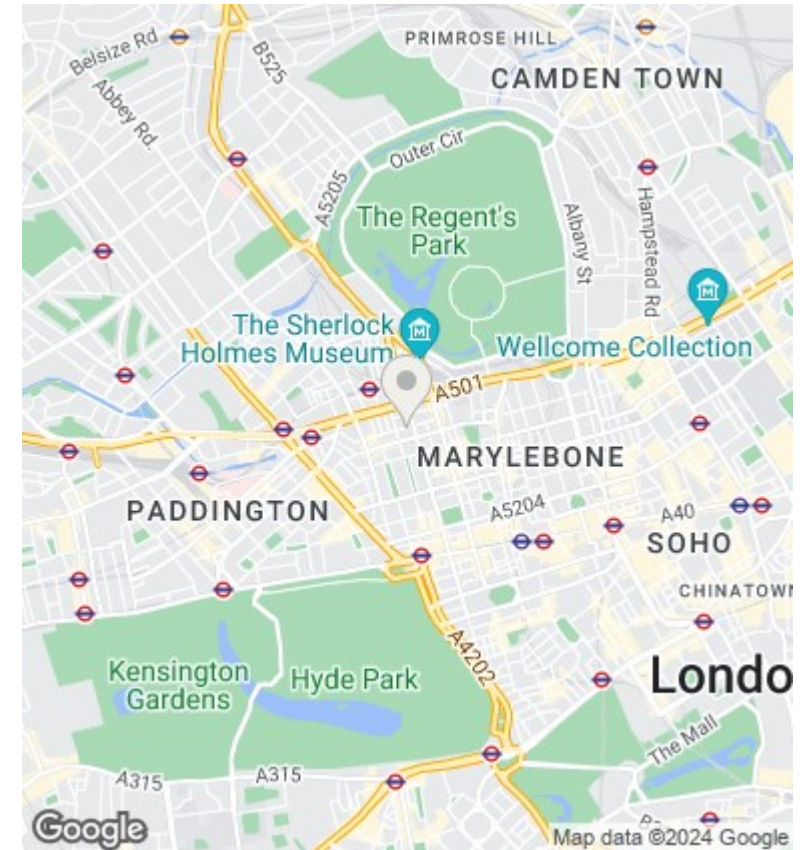 PRIMROSE HILL
Belsize Rd
B525
CAMDEN TOWN
Abbey Rd.
Outer Cir
A5205
The Regent's
Park
Albany St
Hampstead Rd
The Sherlock
Holmes Museum
Wellcome Collection
A501
MARYLEBONE
PADDINGTON
A5204
A40
SOHO
CHINATOWN
A4202
Kensington
Gardens
Hyde Park
Londo
The Mall
A315
A315
Google
Map data ©2024 Google